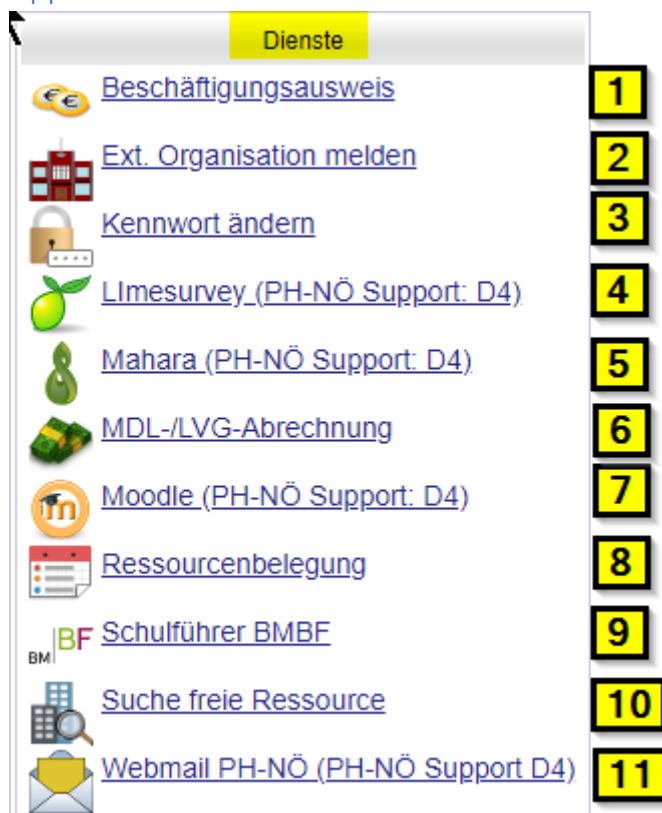 Dienste
Beschäftigungsausweis 1
Ext. Organisation melden 2
Kennwort ändern 3
LImesurvey (PH-NÖ Support: D4) 4
Mahara (PH-NÖ Support: D4) 5
MDL-/LVG-Abrechnung 6
Moodle (PH-NÖ Support: D4) 7
Ressourcenbelegung 8
BM BF Schulführer BMBF 9
Suche freie Ressource 10
Webmail PH-NÖ (PH-NÖ Support D4) 11